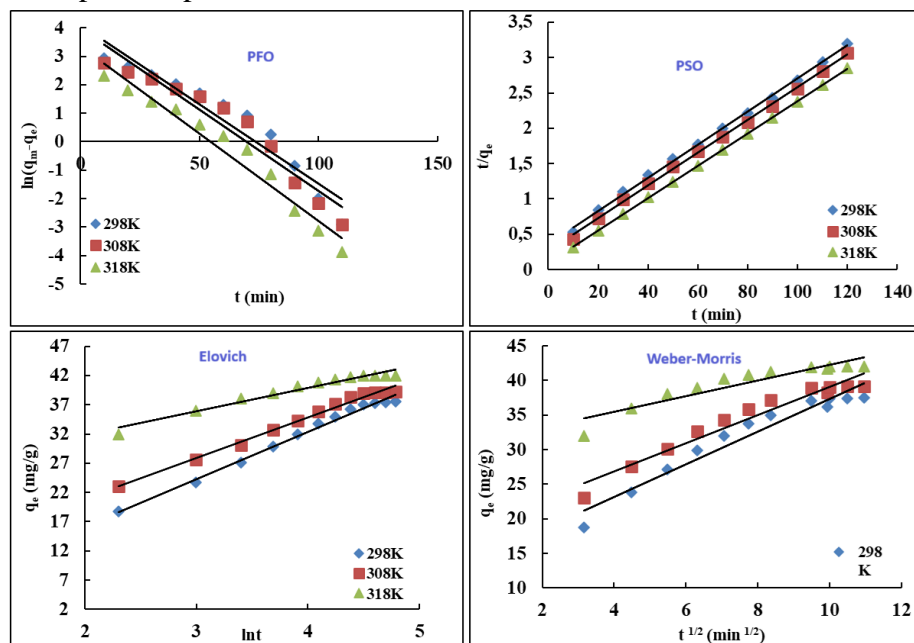 PFO
4
3
2
1
0
-1
-2
-3
-4
-5
0
50
100
150
ln(qm-qe)
t (min)
298K
308K
318K
PSO
3,5
3
2,5
2
1,5
1
0,5
0
0 20 40 60 80 100 120 140
t/qe
t (min)
298K
308K
318K
Elovich
47
42
37
32
27
22
17
12
7
2
2 3 4 5
qe (mg/g)
lnt
298K
308K
318K
Weber-Morris
45
40
35
30
25
20
15
10
2 4 6 8 10 12
qe (mg/g)
t 1/2 (min 1/2)
298
K